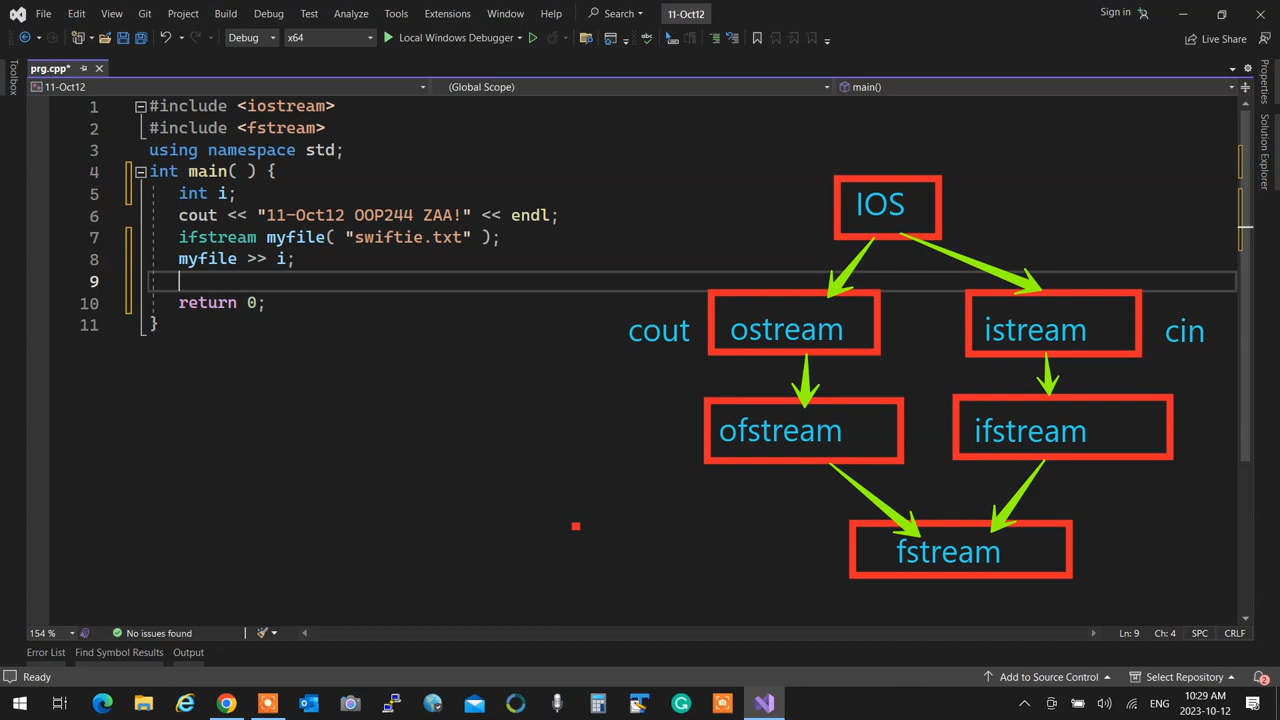 File Edit View Git Project Build Debug Test Analyze Tools Extensions Window Help Search 11-Oct12 Sign in
Debug x64 Local Windows Debugger Live Share
Toolbox
prg.cpp*
11-Oct12 (Global Scope) main()
1 #include <iostream>
2 #include <fstream>
3 using namespace std;
4 int main( ) {
5 int i;
6 cout << "11-Oct12 OOP244 ZAA!" << endl;
7 ifstream myfile( "swiftie.txt" );
8 myfile >> i;
9
10 return 0;
11 }
IOS
cout ostream istream cin
ofstream ifstream
fstream
Properties
Solution Explorer
154 % No issues found Ln: 9 Ch: 4 SPC CRLF
Error List Find Symbol Results Output
Ready Add to Source Control Select Repository 2
ENG 10:29 AM
2023-10-12